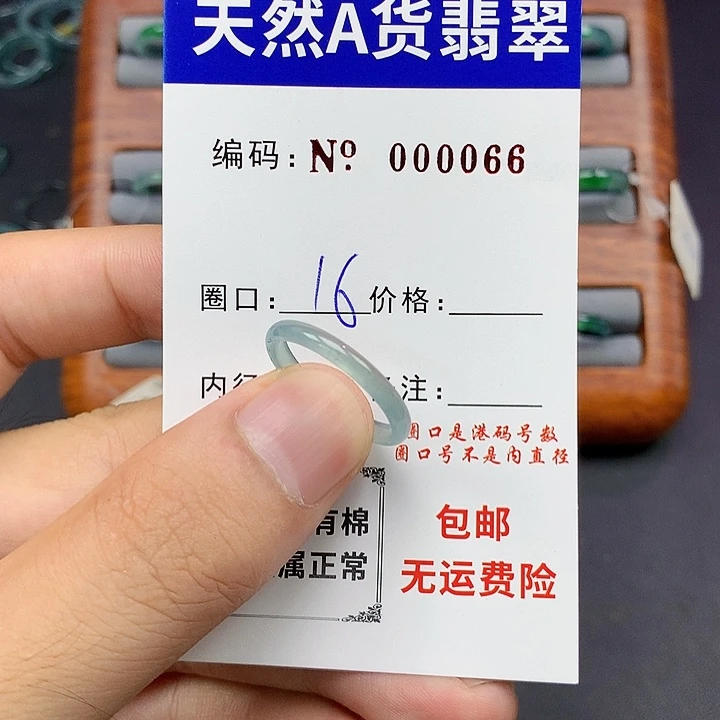 天然A货翡翠
编码：Nº 000066
圈口：16 价格：
内径 注：
圈口是港码号数
圈口号不是内直径
有棉
属正常
包邮
无运费险